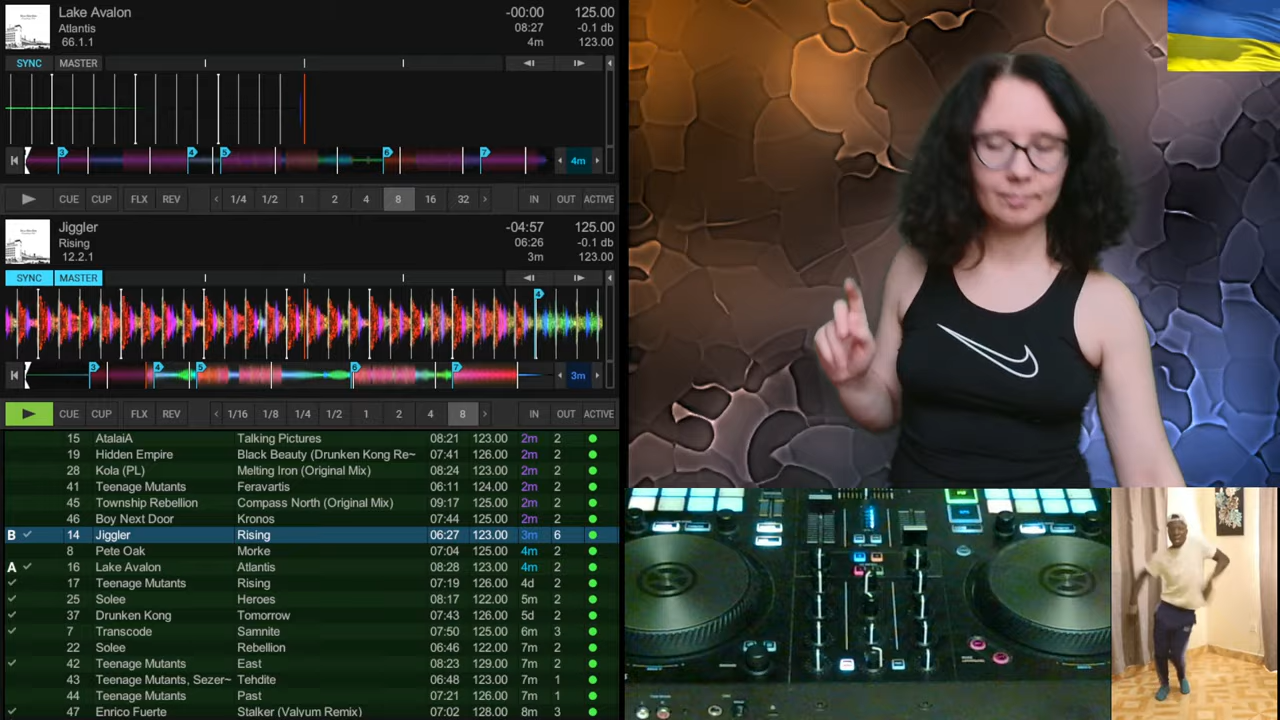 Lake Avalon -00:00 125.00
Atlantis 08:27 -0.1 db
66.1.1 4m 123.00
SYNC MASTER
3 4 5 6 7 4m
CUE CUP FLX REV 1/4 1/2 1 2 4 8 16 32 IN OUT ACTIVE
Jiggler -04:57 125.00
Rising 06:26 -0.1 db
12.2.1 3m 123.00
SYNC MASTER
4
3 4 5 6 7 3m
CUE CUP FLX REV 1/16 1/8 1/4 1/2 1 2 4 8 IN OUT ACTIVE
15 AtalaiA Talking Pictures 08:21 123.00 2m 2
19 Hidden Empire Black Beauty (Drunken Kong Re~ 07:41 126.00 2m 2
28 Kola (PL) Melting Iron (Original Mix) 08:24 123.00 2m 2
41 Teenage Mutants Feravartis 06:11 124.00 2m 2
45 Township Rebellion Compass North (Original Mix) 09:17 125.00 2m 2
46 Boy Next Door Kronos 07:44 125.00 2m 2
B 14 Jiggler Rising 06:27 123.00 3m 6
8 Pete Oak Morke 07:04 125.00 4m 2
A 16 Lake Avalon Atlantis 08:28 123.00 4m 2
17 Teenage Mutants Rising 07:19 126.00 4d 2
25 Solee Heroes 08:17 122.00 5m 2
37 Drunken Kong Tomorrow 07:43 126.00 5d 2
7 Transcode Samnite 07:50 125.00 6m 3
22 Solee Rebellion 06:46 122.00 7m 2
42 Teenage Mutants East 08:23 129.00 7m 2
43 Teenage Mutants, Sezer~ Tehdite 06:48 123.00 7m 1
44 Teenage Mutants Past 07:21 126.00 7m 1
47 Enrico Fuerte Stalker (Valyum Remix) 07:02 128.00 8m 3